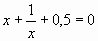 x + 1/x + 0,5 = 0